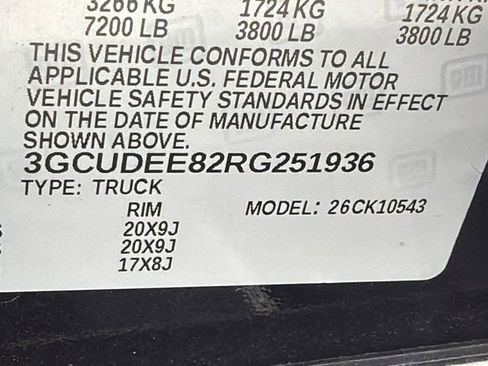 3266 KG 1724 KG 1724 KG
7200 LB 3800 LB 3800 LB
THIS VEHICLE CONFORMS TO ALL
APPLICABLE U.S. FEDERAL MOTOR
VEHICLE SAFETY STANDARDS IN EFFECT
ON THE DATE OF MANUFACTURE
SHOWN ABOVE.
3GCUDEE82RG251936
TYPE: TRUCK
RIM MODEL: 26CK10543
20X9J
20X9J
17X8J